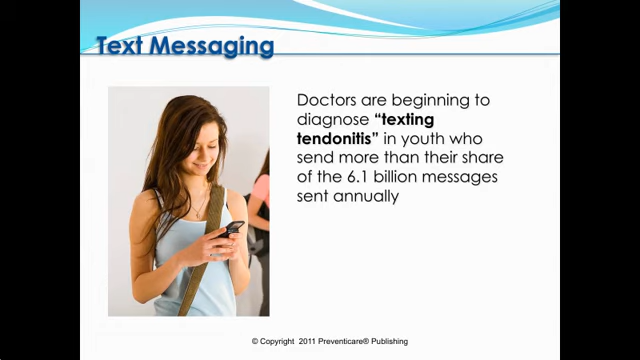 Text Messaging
Doctors are beginning to
diagnose “texting
tendonitis” in youth who
send more than their share
of the 6.1 billion messages
sent annually
© Copyright 2011 Preventicare® Publishing